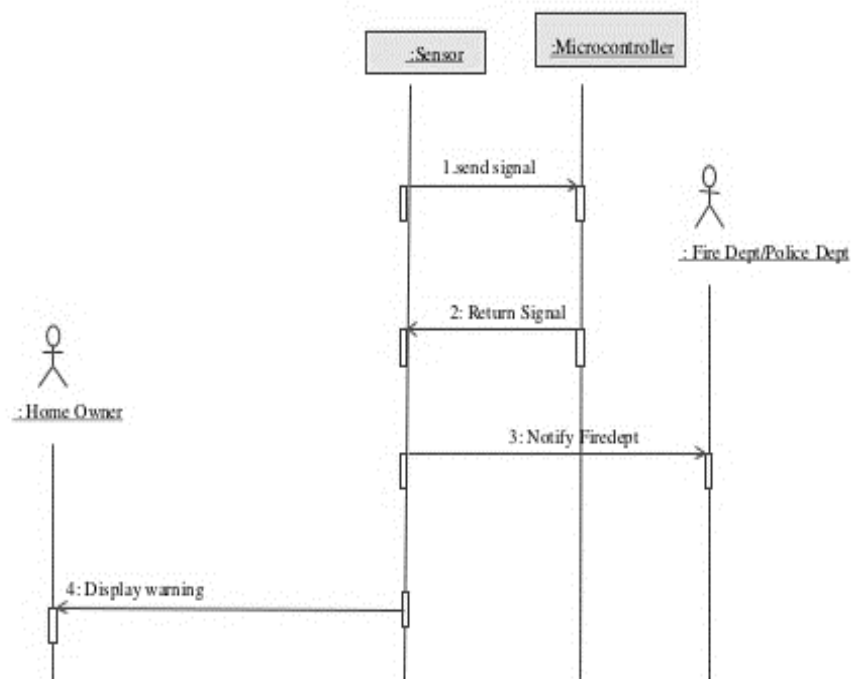 :Sensor
:Microcontroller
1.send signal
: Fire Dept/Police Dept
2: Return Signal
: Home Owner
3: Notify Firedept
4: Display warning